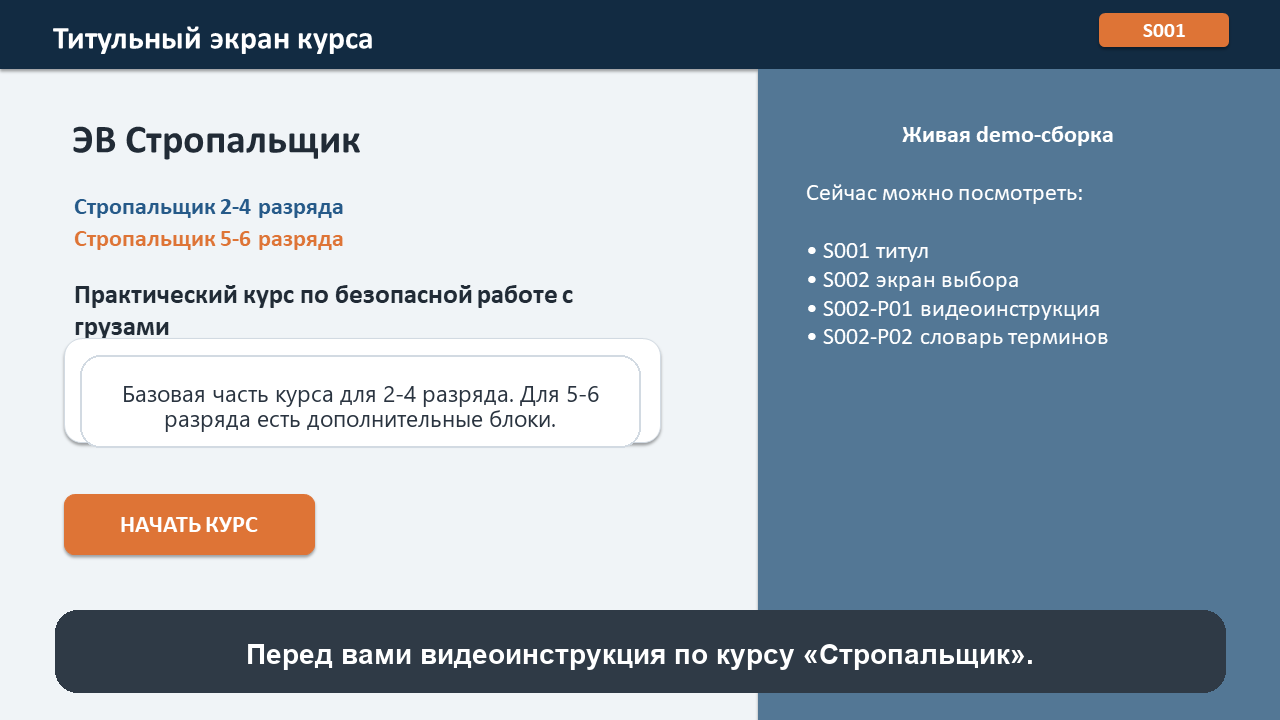 Титульный экран курса
S001
ЭВ Стропальщик
Стропальщик 2-4 разряда
Стропальщик 5-6 разряда
Практический курс по безопасной работе с
грузами
Базовая часть курса для 2-4 разряда. Для 5-6
разряда есть дополнительные блоки.
НАЧАТЬ КУРС
Живая demo-сборка
Сейчас можно посмотреть:
• S001 титул
• S002 экран выбора
• S002-P01 видеоинструкция
• S002-P02 словарь терминов
Перед вами видеоинструкция по курсу «Стропальщик».